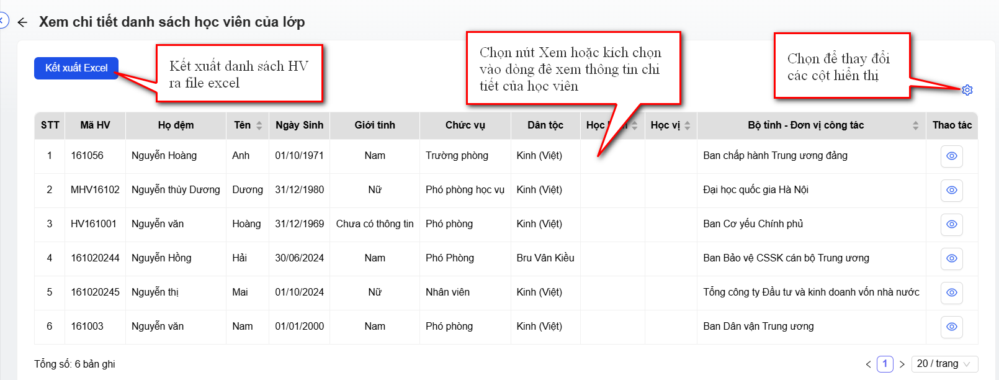 Xem chi tiết danh sách học viên của lớp
Kết xuất Excel
Kết xuất danh sách HV
ra file excel
Chọn nút Xem hoặc kích chọn
vào dòng đê xem thông tin chi
tiết của học viên
Chọn để thay đổi
các cột hiển thị
STT Mã HV Họ đệm Tên Ngày Sinh Giới tính Chức vụ Dân tộc Học Học vị Bộ tỉnh - Đơn vị công tác Thao tác
1 161056 Nguyễn Hoàng Anh 01/10/1971 Nam Trường phòng Kinh (Việt) Ban chấp hành Trung ương đảng
2 MHV16102 Nguyễn thùy Dương Dương 31/12/1980 Nữ Phó phòng học vụ Kinh (Việt) Đại học quốc gia Hà Nội
3 HV161001 Nguyễn văn Hoàng 31/12/1969 Chưa có thông tin Phó phòng Kinh (Việt) Ban Cơ yếu Chính phủ
4 161020244 Nguyễn Hồng Hải 30/06/2024 Nam Phó Phòng Bru Vân Kiều Ban Bảo vệ CSSK cán bộ Trung ương
5 161020245 Nguyễn thị Mai 01/10/2024 Nữ Nhân viên Kinh (Việt) Tổng công ty Đầu tư và kinh doanh vốn nhà nước
6 161003 Nguyễn văn Nam 01/01/2000 Nam Phó phòng Kinh (Việt) Ban Dân vận Trung ương
Tổng số: 6 bản ghi
1 20 / trang